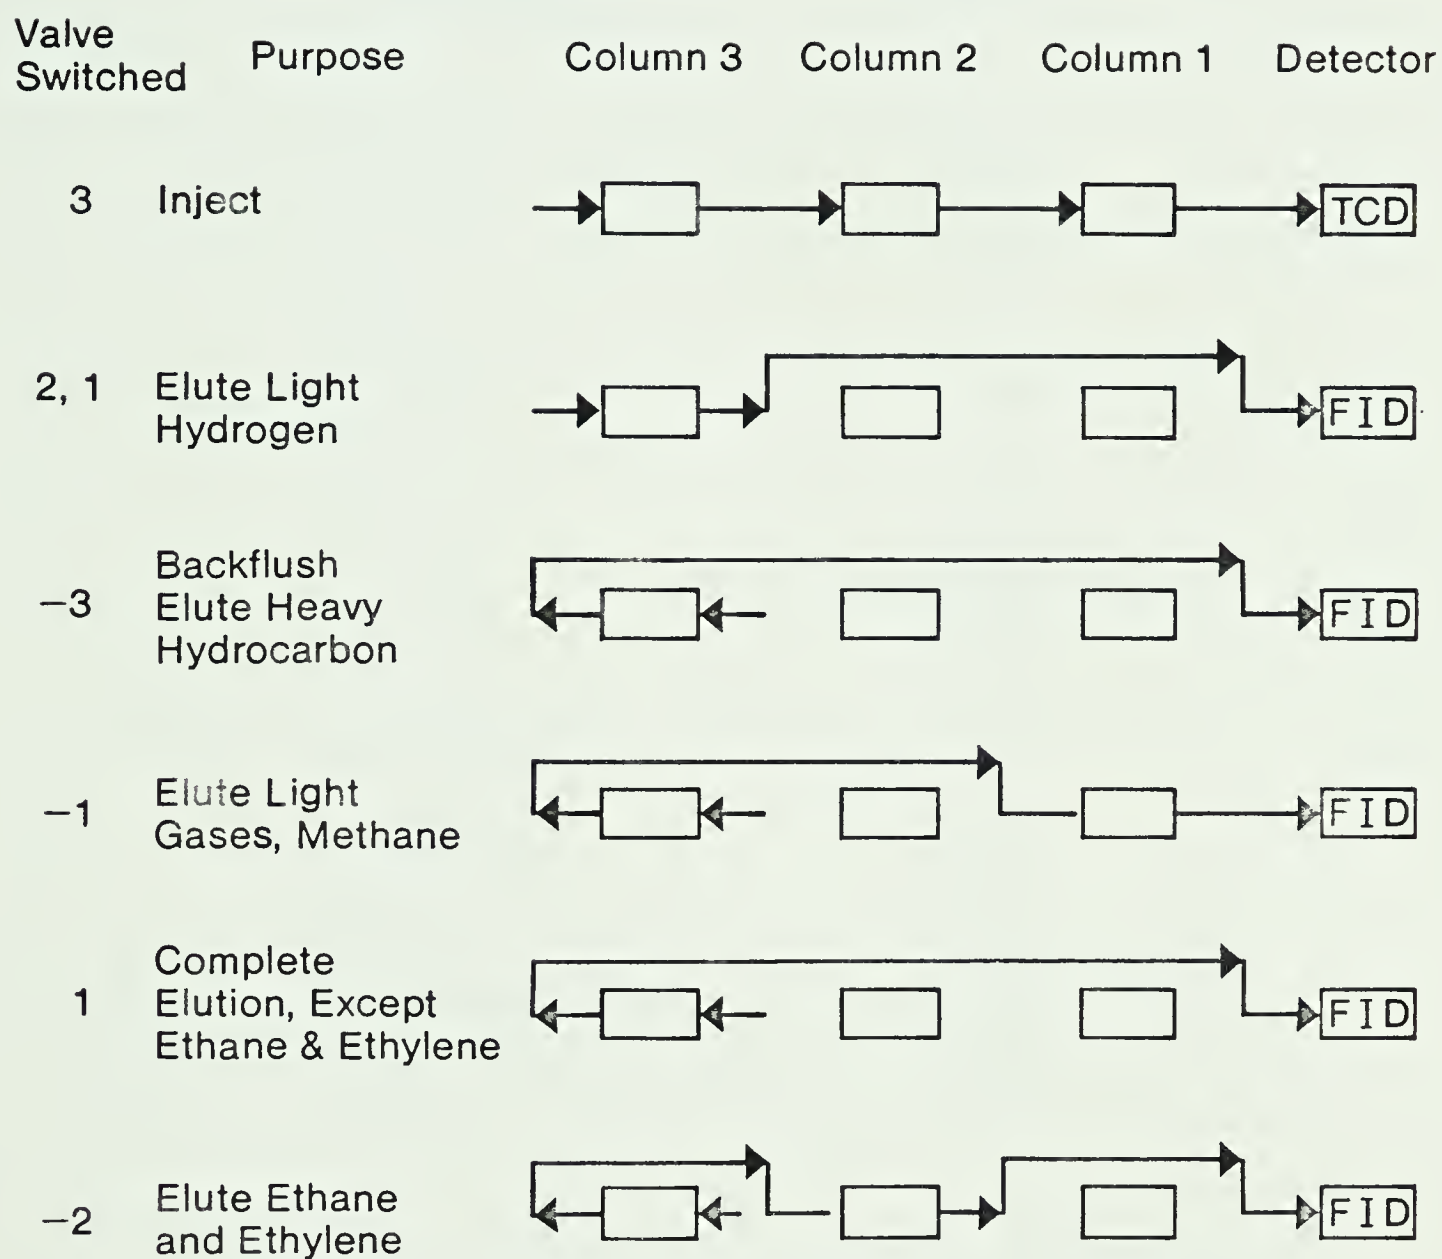 Valve
Switched
Purpose
Column 3
Column 2
Column 1
Detector
3
Inject
TCD
2, 1
Elute Light
Hydrogen
FID
−3
Backflush
Elute Heavy
Hydrocarbon
FID
−1
Elute Light
Gases, Methane
FID
1
Complete
Elution, Except
Ethane & Ethylene
FID
−2
Elute Ethane
and Ethylene
FID